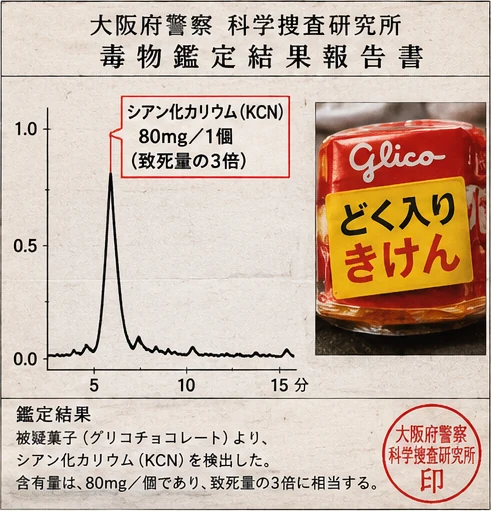 大阪府警察 科学捜査研究所
毒物鑑定結果報告書
シアン化カリウム(KCN)
80mg/1個
(致死量の3倍)
1.0
0.5
0.0
5
10
15 分
Glico
どく入り
きけん
鑑定結果
被疑菓子(グリコチョコレート)より、
シアン化カリウム(KCN)を検出した。
含有量は、80mg/個であり、致死量の3倍に相当する。
大阪府警察
科学捜査研究所
印